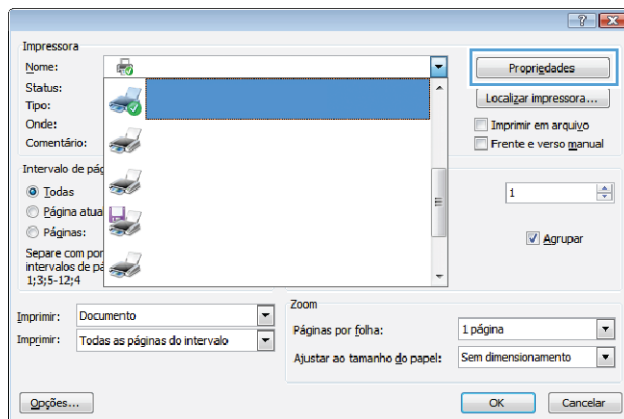 Impressora
Nome:
Propriedades
Status:
Tipo:
Localizar impressora...
Onde:
Imprimir em arquivo
Comentário:
Frente e verso manual
Intervalo de pág
Todas
1
Página atua
Páginas:
Agrupar
Separe com por
intervalos de pá
1;3;5-12;4
Imprimir: Documento
Imprimir: Todas as páginas do intervalo
Zoom
Páginas por folha: 1 página
Ajustar ao tamanho do papel: Sem dimensionamento
Opções...
OK
Cancelar